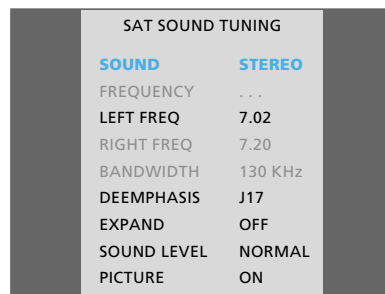 SAT SOUND TUNING
SOUND STEREO
FREQUENCY . . .
LEFT FREQ 7.02
RIGHT FREQ 7.20
BANDWIDTH 130 KHz
DEEMPHASIS J17
EXPAND OFF
SOUND LEVEL NORMAL
PICTURE ON